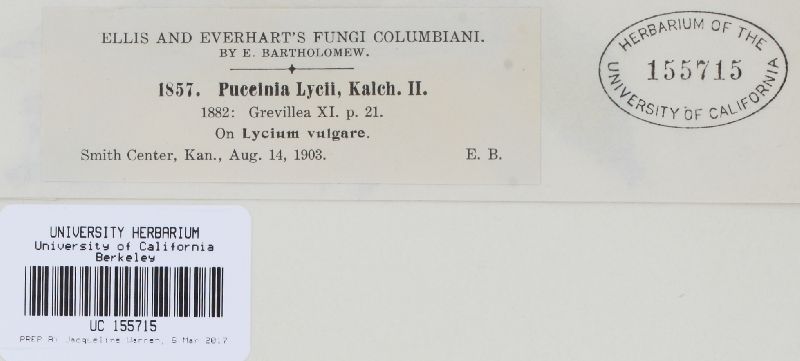 ELLIS AND EVERHART'S FUNGI COLUMBIANI.
BY E. BARTHOLOMEW.
1857. Puccinia Lycii, Kalch. II.
1882: Grevillea XI. p. 21.
On Lycium vulgare.
Smith Center, Kan., Aug. 14, 1903. E. B.
HERBARIUM OF THE
155715
UNIVERSITY OF CALIFORNIA
UNIVERSITY HERBARIUM
University of California
Berkeley
UC 155715
PREP BY Jacqueline Warren, 6 Mar 2017